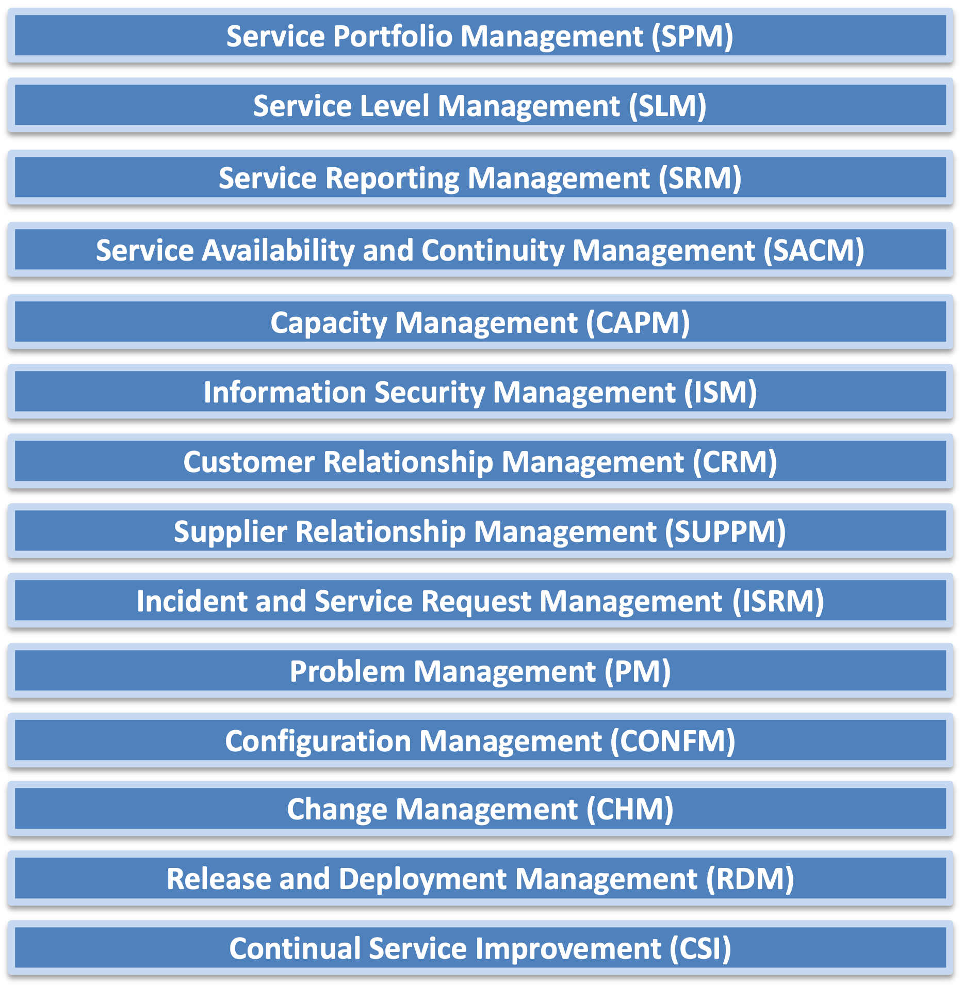 Service Portfolio Management (SPM)
Service Level Management (SLM)
Service Reporting Management (SRM)
Service Availability and Continuity Management (SACM)
Capacity Management (CAPM)
Information Security Management (ISM)
Customer Relationship Management (CRM)
Supplier Relationship Management (SUPPM)
Incident and Service Request Management (ISRM)
Problem Management (PM)
Configuration Management (CONFM)
Change Management (CHM)
Release and Deployment Management (RDM)
Continual Service Improvement (CSI)